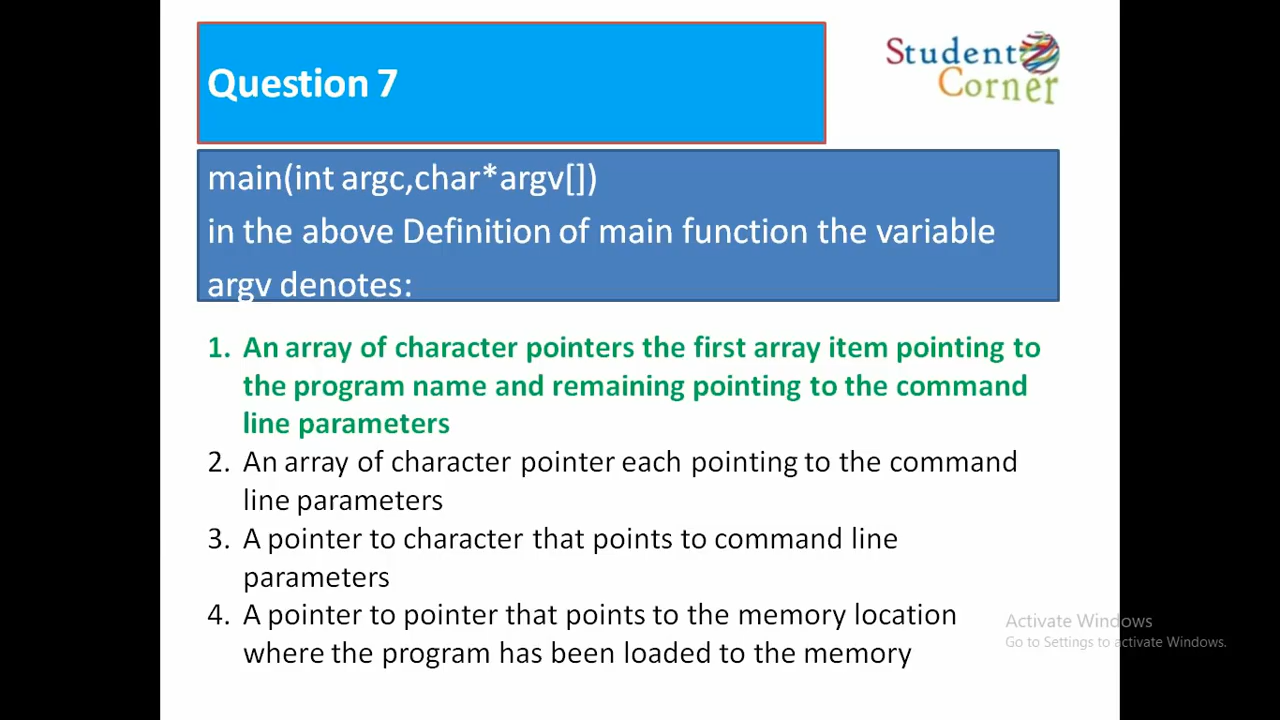 Question 7
Student
Corner
main(int argc,char*argv[])
in the above Definition of main function the variable
argv denotes:
1. An array of character pointers the first array item pointing to
the program name and remaining pointing to the command
line parameters
2. An array of character pointer each pointing to the command
line parameters
3. A pointer to character that points to command line
parameters
4. A pointer to pointer that points to the memory location
where the program has been loaded to the memory
Activate Windows
Go to Settings to activate Windows.